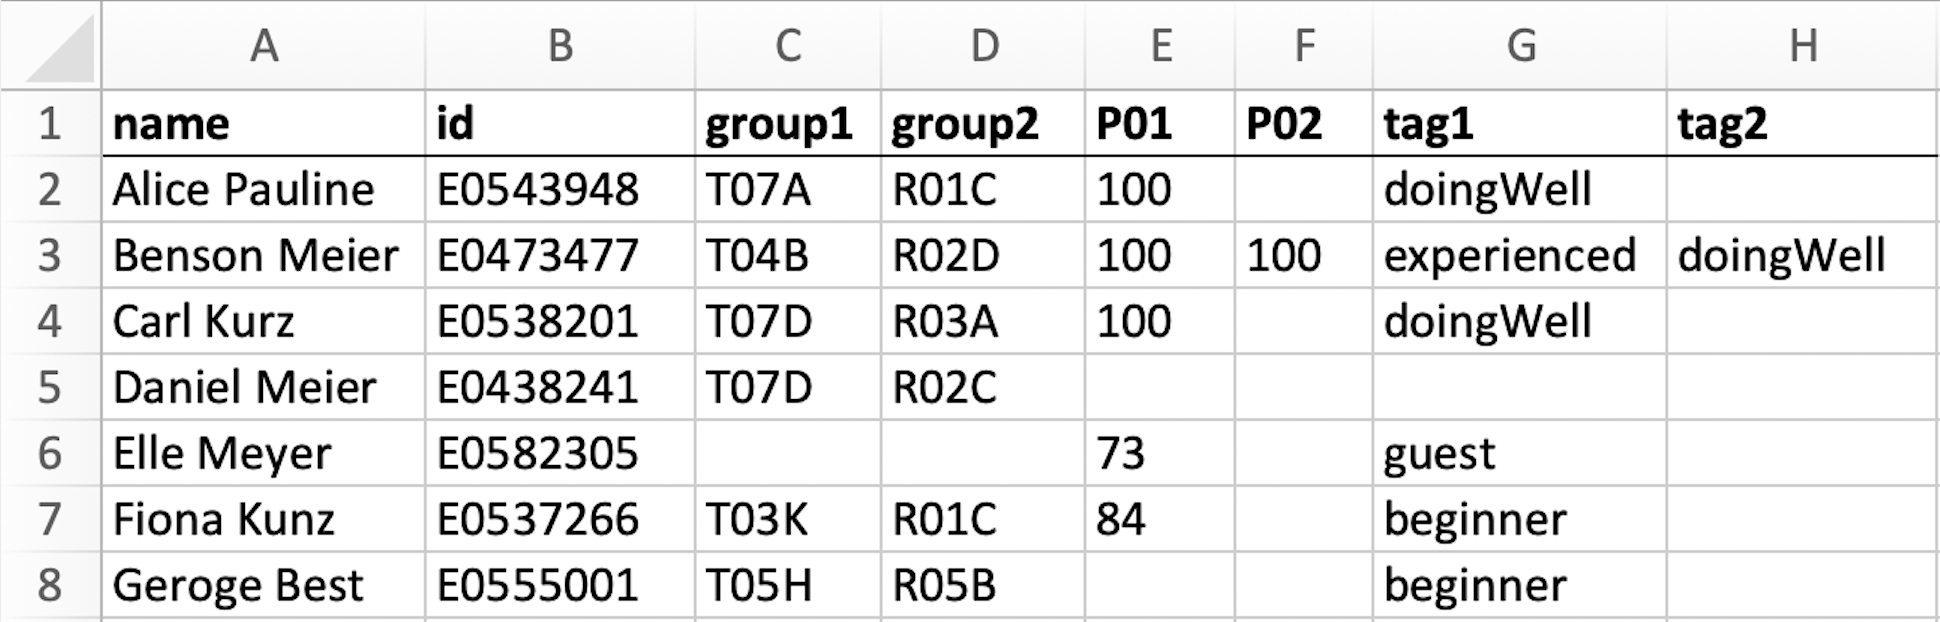 A B C D E F G H
1 name id group1 group2 P01 P02 tag1 tag2
2 Alice Pauline E0543948 T07A R01C 100 doingWell
3 Benson Meier E0473477 T04B R02D 100 100 experienced doingWell
4 Carl Kurz E0538201 T07D R03A 100 doingWell
5 Daniel Meier E0438241 T07D R02C
6 Elle Meyer E0582305 73 guest
7 Fiona Kunz E0537266 T03K R01C 84 beginner
8 Geroge Best E0555001 T05H R05B beginner